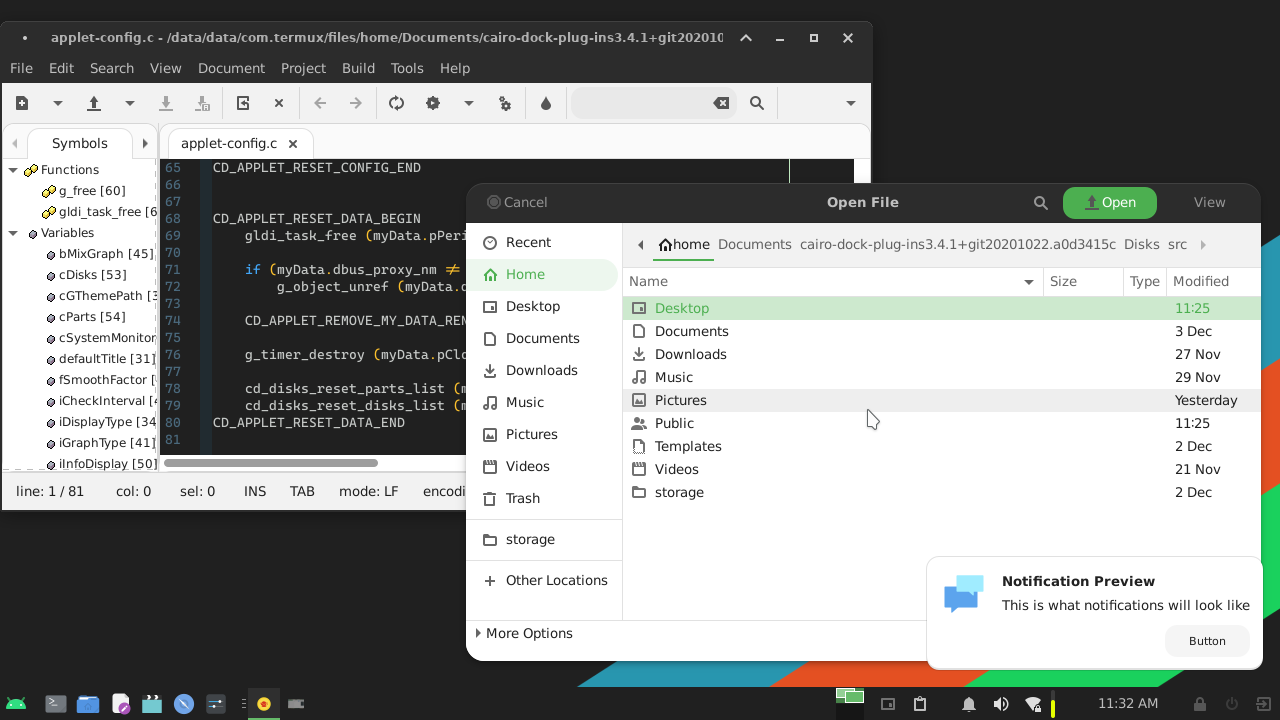 applet-config.c - /data/data/com.termux/files/home/Documents/cairo-dock-plug-ins3.4.1+git202010
File Edit Search View Document Project Build Tools Help
Symbols
applet-config.c
Functions
g_free [60]
gldi_task_free [6
Variables
bMixGraph [45]
cDisks [53]
cGThemePath [3
cParts [54]
cSystemMonitor
defaultTitle [31]
fSmoothFactor [
iCheckInterval [4
iDisplayType [34
iGraphType [41]
iInfoDisplay [50]
65 CD_APPLET_RESET_CONFIG_END
66
67
68 CD_APPLET_RESET_DATA_BEGIN
69 gldi_task_free (myData.pPeri
70
71 if (myData.dbus_proxy_nm ≠
72 g_object_unref (myData.d
73
74 CD_APPLET_REMOVE_MY_DATA_REN
75
76 g_timer_destroy (myData.pClo
77
78 cd_disks_reset_parts_list (m
79 cd_disks_reset_disks_list (m
80 CD_APPLET_RESET_DATA_END
81
line: 1 / 81 col: 0 sel: 0 INS TAB mode: LF encodi
Cancel Open File Open View
Recent
Home
Desktop
Documents
Downloads
Music
Pictures
Videos
Trash
storage
Other Locations
home Documents cairo-dock-plug-ins3.4.1+git20201022.a0d3415c Disks src
Name Size Type Modified
Desktop 11:25
Documents 3 Dec
Downloads 27 Nov
Music 29 Nov
Pictures Yesterday
Public 11:25
Templates 2 Dec
Videos 21 Nov
storage 2 Dec
More Options
Notification Preview
This is what notifications will look like
Button
11:32 AM